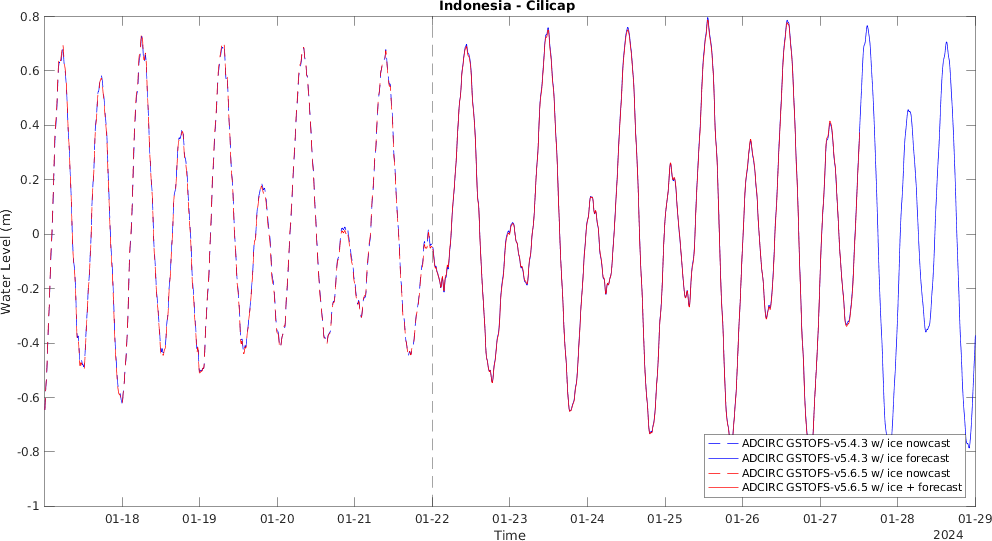 Indonesia - Cilicap
0.8
0.6
0.4
0.2
0
-0.2
-0.4
-0.6
-0.8
-1
Water Level (m)
ADCIRC GSTOFS-v5.4.3 w/ ice nowcast
ADCIRC GSTOFS-v5.4.3 w/ ice forecast
ADCIRC GSTOFS-v5.6.5 w/ ice nowcast
ADCIRC GSTOFS-v5.6.5 w/ ice + forecast
01-18 01-19 01-20 01-21 01-22 01-23 01-24 01-25 01-26 01-27 01-28 01-29
Time
2024